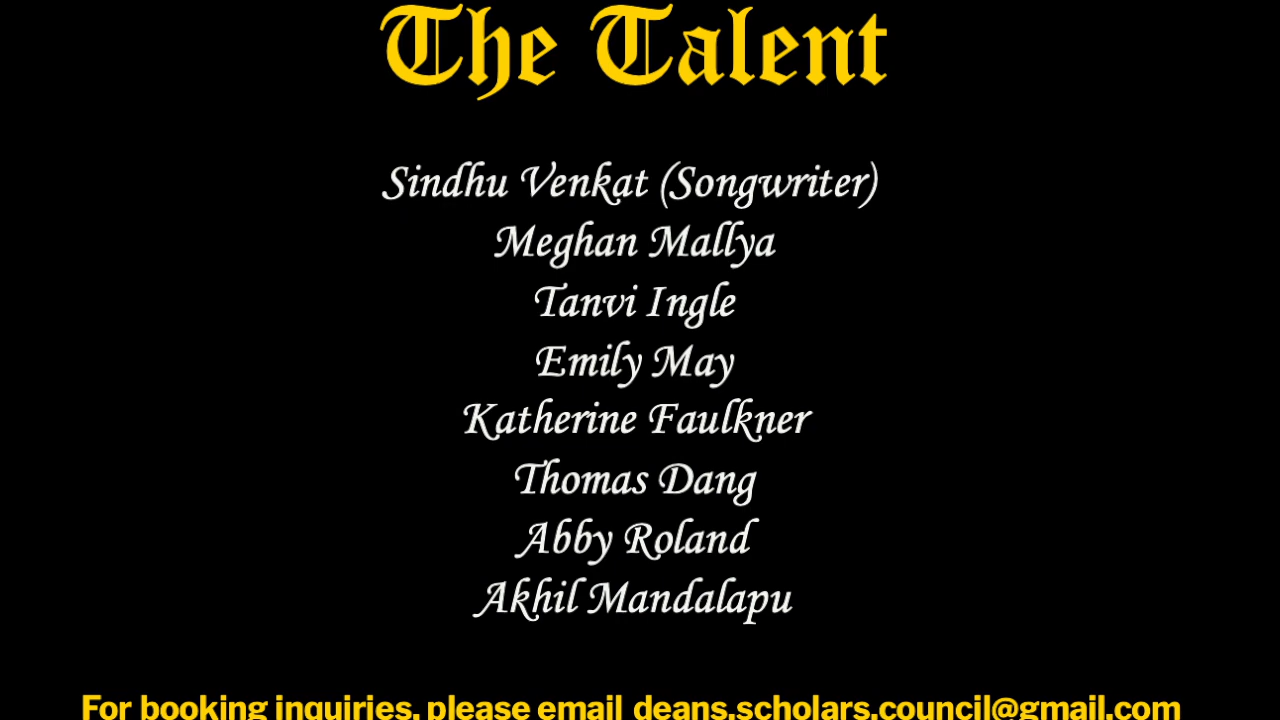 The Talent
Sindhu Venkat (Songwriter)
Meghan Mallya
Tanvi Ingle
Emily May
Katherine Faulkner
Thomas Dang
Abby Roland
Akhil Mandalapu
For booking inquiries, please email deans.scholars.council@gmail.com